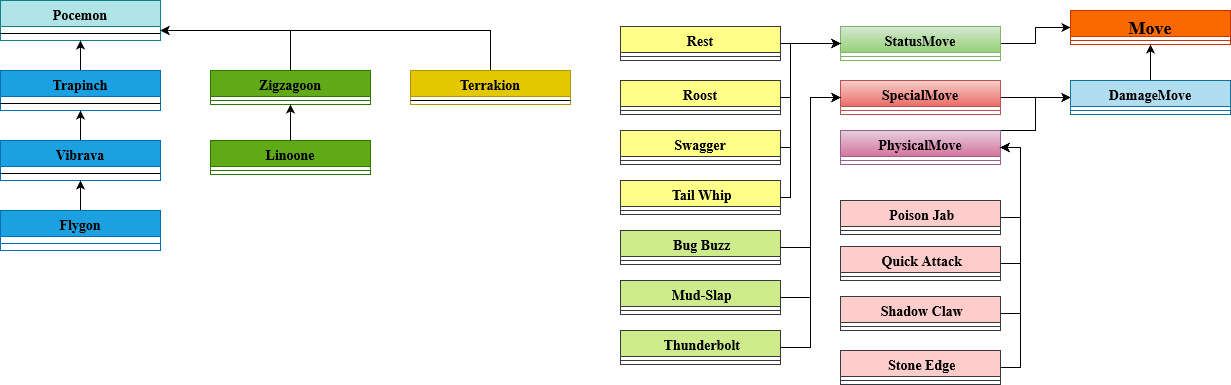 Pocemon
Trapinch
Vibrava
Flygon
Zigzagoon
Linoone
Terrakion
Rest
Roost
Swagger
Tail Whip
Bug Buzz
Mud-Slap
Thunderbolt
StatusMove
SpecialMove
PhysicalMove
Poison Jab
Quick Attack
Shadow Claw
Stone Edge
Move
DamageMove